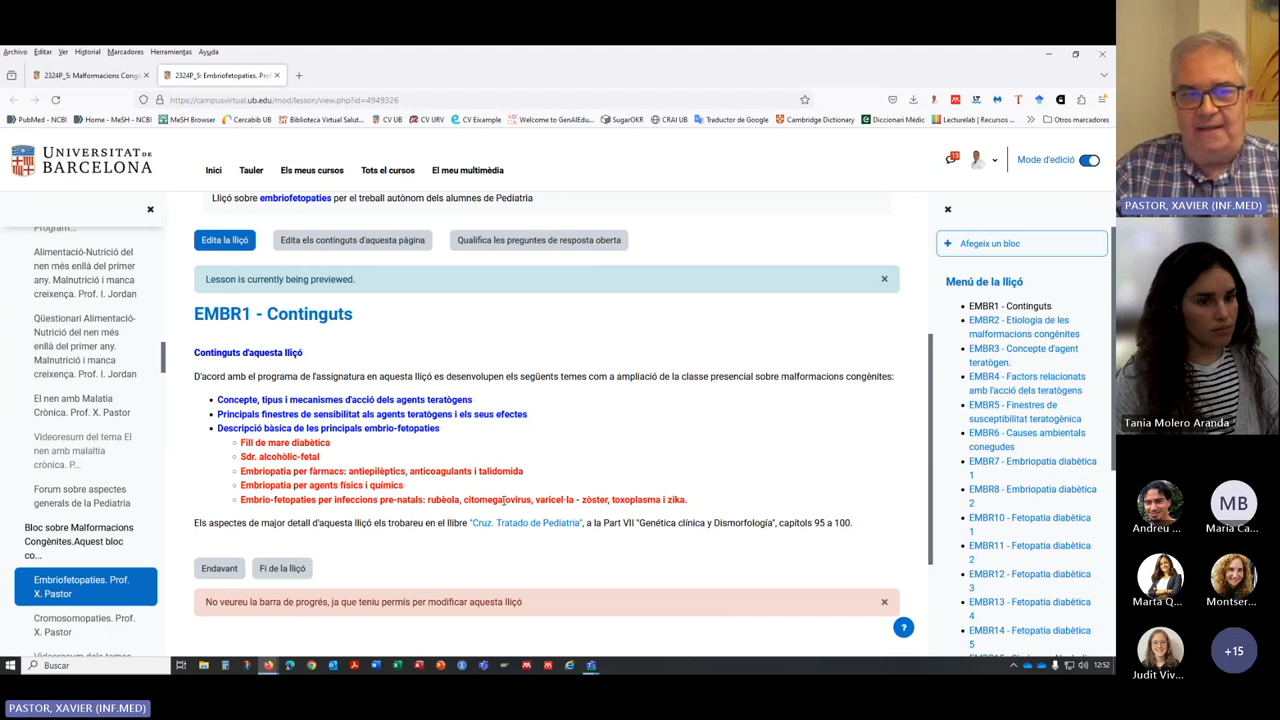 Archivo Editar Ver Historial Marcadores Herramientas Ayuda
2324P_5: Malformacions Cong
2324P_5: Embriofetopaties. Prof
https://campusvirtual.ub.edu/mod/lesson/view.php?id=4949326
PubMed - NCBI Home - MeSH - NCBI MeSH Browser Cercabib UB Biblioteca Virtual Salut... CV UB CV URV CV Eixample Welcome to GenAIEdu... SugarOKR CRAI UB Traductor de Google Cambridge Dictionary Diccionari Mèdic Lecturelab | Recursos ... Otros marcadores
UNIVERSITAT DE
BARCELONA
Inici Tauler Els meus cursos Tots el cursos El meu multimèdia
13
Mode d'edició
Program...
Alimentació-Nutrició del
nen més enllà del primer
any. Malnutrició i manca
creixença. Prof. I. Jordan
Qüestionari Alimentació-
Nutrició del nen més
enllà del primer any.
Malnutrició i manca
creixença. Prof. I. Jordan
El nen amb Malatia
Crònica. Prof. X. Pastor
Videoresum del tema El
nen amb malaltia
crònica. P...
Forum sobre aspectes
generals de la Pediatria
Bloc sobre Malformacions
Congènites.Aquest bloc
co...
Embriofetopaties. Prof.
X. Pastor
Cromosomopaties. Prof.
X. Pastor
Videoresum dels temes
Lliçó sobre embriofetopaties per el treball autònom dels alumnes de Pediatria
Edita la lliçó Edita els continguts d'aquesta pàgina Qualifica les preguntes de resposta oberta
Lesson is currently being previewed.
EMBR1 - Continguts
Continguts d'aquesta lliçó
D'acord amb el programa de l'assignatura en aquesta lliçó es desenvolupen els següents temes com a ampliació de la classe presencial sobre malformacions congènites:
Concepte, tipus i mecanismes d'acció dels agents teratògens
Principals finestres de sensibilitat als agents teratògens i els seus efectes
Descripció bàsica de les principals embrio-fetopaties
Fill de mare diabètica
Sdr. alcohòlic-fetal
Embriopatia per fàrmacs: antiepilèptics, anticoagulants i talidomida
Embriopatia per agents físics i químics
Embrio-fetopaties per infeccions pre-natals: rubèola, citomegalovirus, varicel·la - zòster, toxoplasma i zika.
Els aspectes de major detall d'aquesta lliçó els trobareu en el llibre "Cruz. Tratado de Pediatria", a la Part VII "Genética clínica y Dismorfología", capítols 95 a 100.
Endavant Fi de la lliçó
No veureu la barra de progrés, ja que teniu permís per modificar aquesta lliçó
?
+ Afegeix un bloc
Menú de la lliçó
EMBR1 - Continguts
EMBR2 - Etiologia de les
malformacions congènites
EMBR3 - Concepte d'agent
teratògen.
EMBR4 - Factors relacionats
amb l'acció dels teratògens
EMBR5 - Finestres de
susceptibilitat teratogènica
EMBR6 - Causes ambientals
conegudes
EMBR7 - Embriopatia diabètica
1
EMBR8 - Embriopatia diabètica
2
EMBR10 - Fetopatia diabètica
1
EMBR11 - Fetopatia diabètica
2
EMBR12 - Fetopatia diabètica
3
EMBR13 - Fetopatia diabètica
4
EMBR14 - Fetopatia diabètica
5
Buscar
12:52
PASTOR, XAVIER (INF.MED)
PASTOR, XAVIER (INF.MED)
Tania Molero Aranda
MB
Andreu ... Maria Ca...
Marta Q... Montser...
+15
Judit Viv...